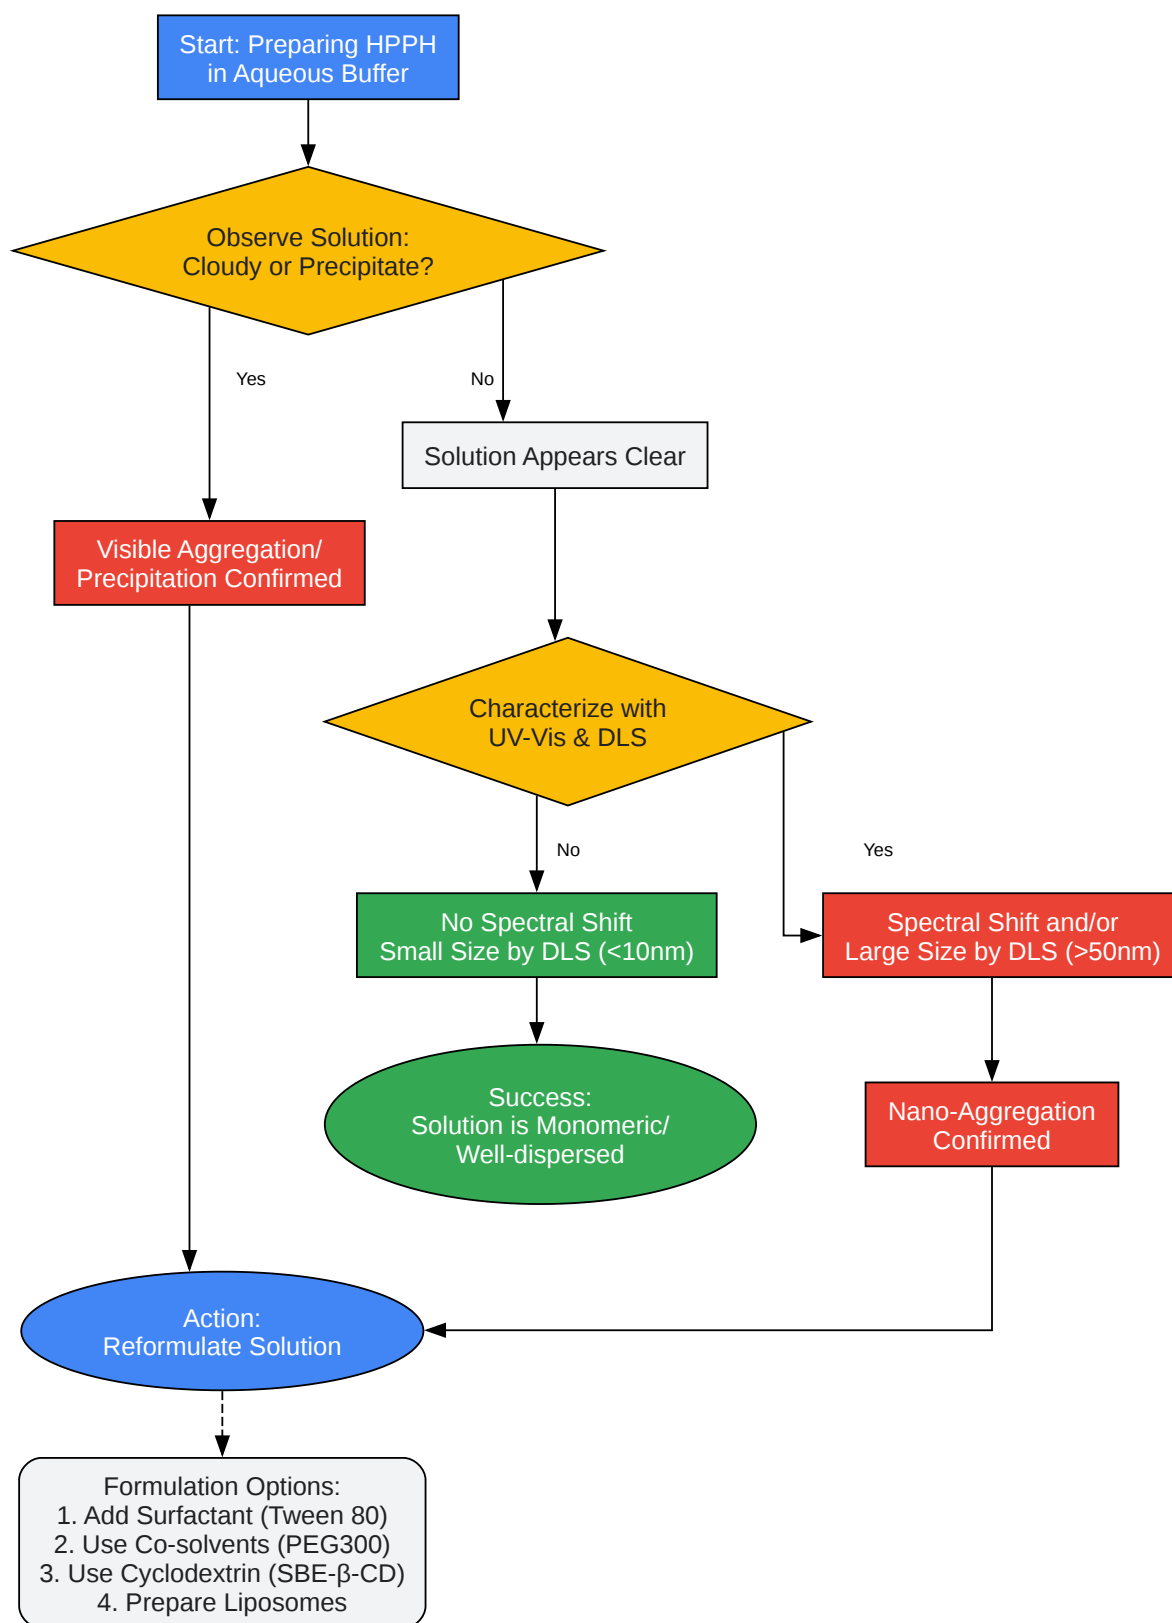 Start: Preparing HPPH
in Aqueous Buffer
Observe Solution:
Cloudy or Precipitate?
Yes
No
Solution Appears Clear
Visible Aggregation/
Precipitation Confirmed
Characterize with
UV-Vis & DLS
No
Yes
No Spectral Shift
Small Size by DLS (<10nm)
Spectral Shift and/or
Large Size by DLS (>50nm)
Success:
Solution is Monomeric/
Well-dispersed
Nano-Aggregation
Confirmed
Action:
Reformulate Solution
Formulation Options:
1. Add Surfactant (Tween 80)
2. Use Co-solvents (PEG300)
3. Use Cyclodextrin (SBE-β-CD)
4. Prepare Liposomes